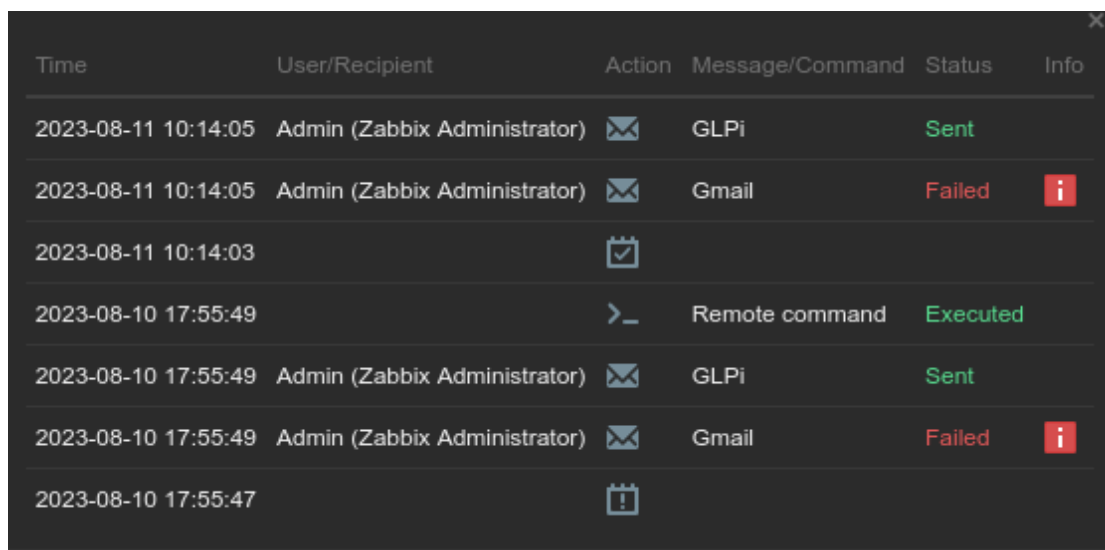 Time User/Recipient Action Message/Command Status Info
2023-08-11 10:14:05 Admin (Zabbix Administrator) GLPi Sent
2023-08-11 10:14:05 Admin (Zabbix Administrator) Gmail Failed i
2023-08-11 10:14:03
2023-08-10 17:55:49 Remote command Executed
2023-08-10 17:55:49 Admin (Zabbix Administrator) GLPi Sent
2023-08-10 17:55:49 Admin (Zabbix Administrator) Gmail Failed i
2023-08-10 17:55:47